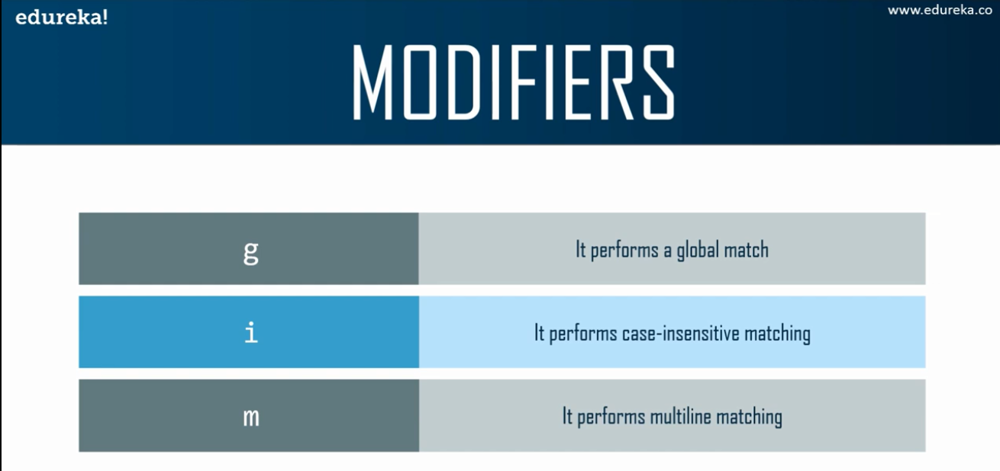 edureka!
www.edureka.co
MODIFIERS
g
It performs a global match
i
It performs case-insensitive matching
m
It performs multiline matching